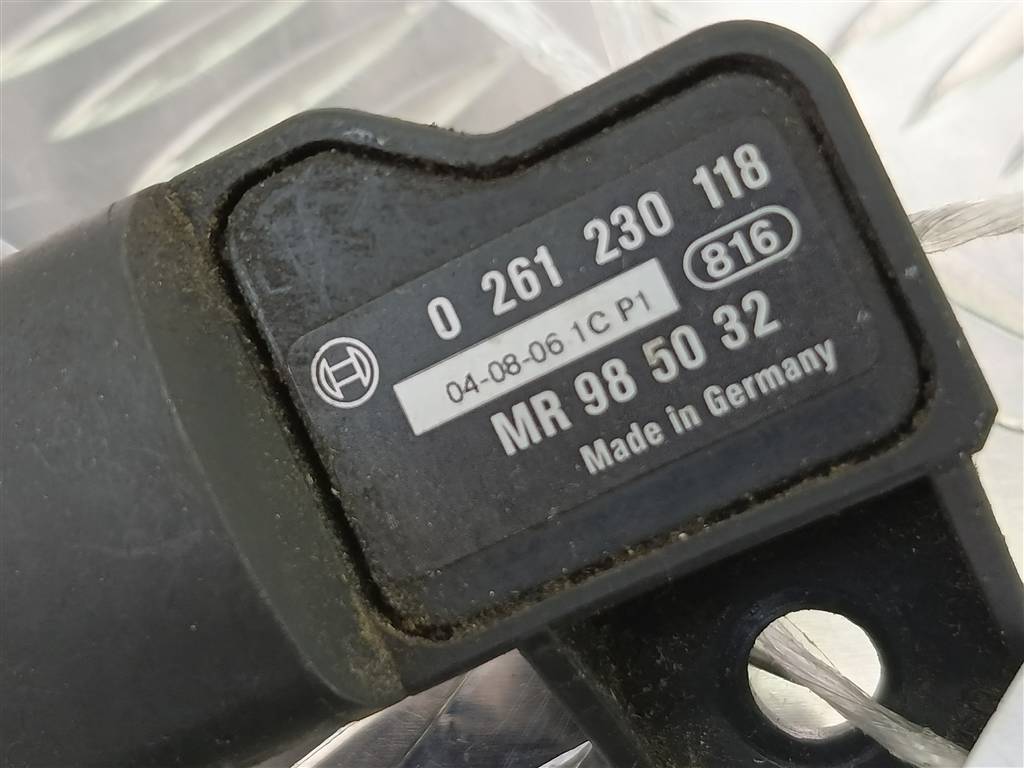 0 261 230 118
816
04-08-06 1C P1
MR 98 50 32
Made in Germany